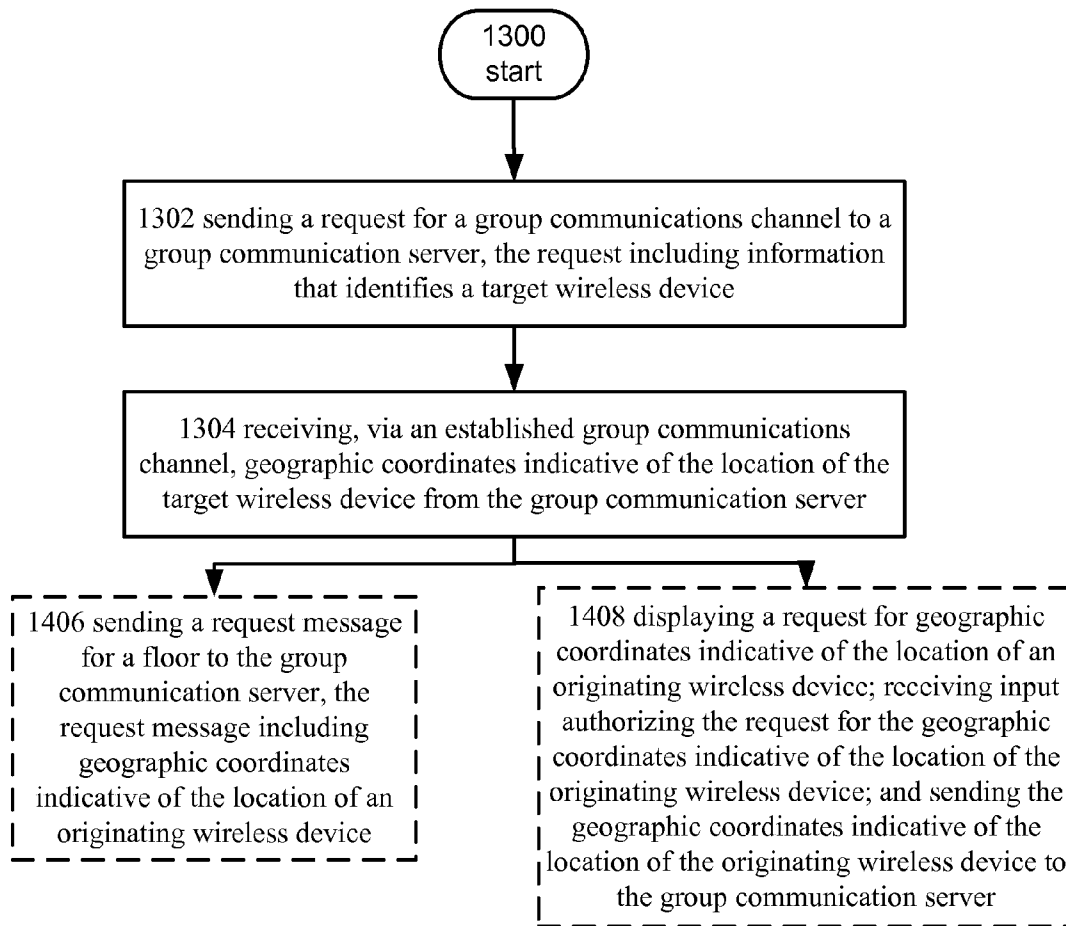 1300
start
1302 sending a request for a group communications channel to a
group communication server, the request including information
that identifies a target wireless device
1304 receiving, via an established group communications
channel, geographic coordinates indicative of the location of the
target wireless device from the group communication server
1406 sending a request message
for a floor to the group
communication server, the
request message including
geographic coordinates
indicative of the location of an
originating wireless device
1408 displaying a request for geographic
coordinates indicative of the location of an
originating wireless device; receiving input
authorizing the request for the geographic
coordinates indicative of the location of the
originating wireless device; and sending the
geographic coordinates indicative of the
location of the originating wireless device to
the group communication server